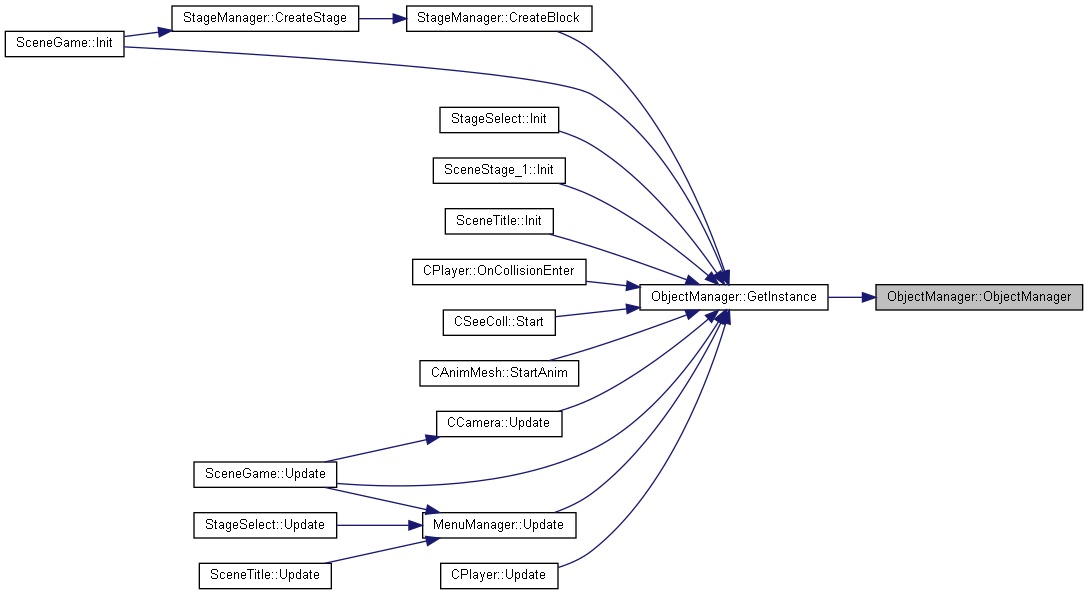 StageManager::CreateStage
StageManager::CreateBlock
SceneGame::Init
StageSelect::Init
SceneStage_1::Init
SceneTitle::Init
CPlayer::OnCollisionEnter
ObjectManager::GetInstance
ObjectManager::ObjectManager
CSeeColl::Start
CAnimMesh::StartAnim
CCamera::Update
SceneGame::Update
StageSelect::Update
MenuManager::Update
SceneTitle::Update
CPlayer::Update